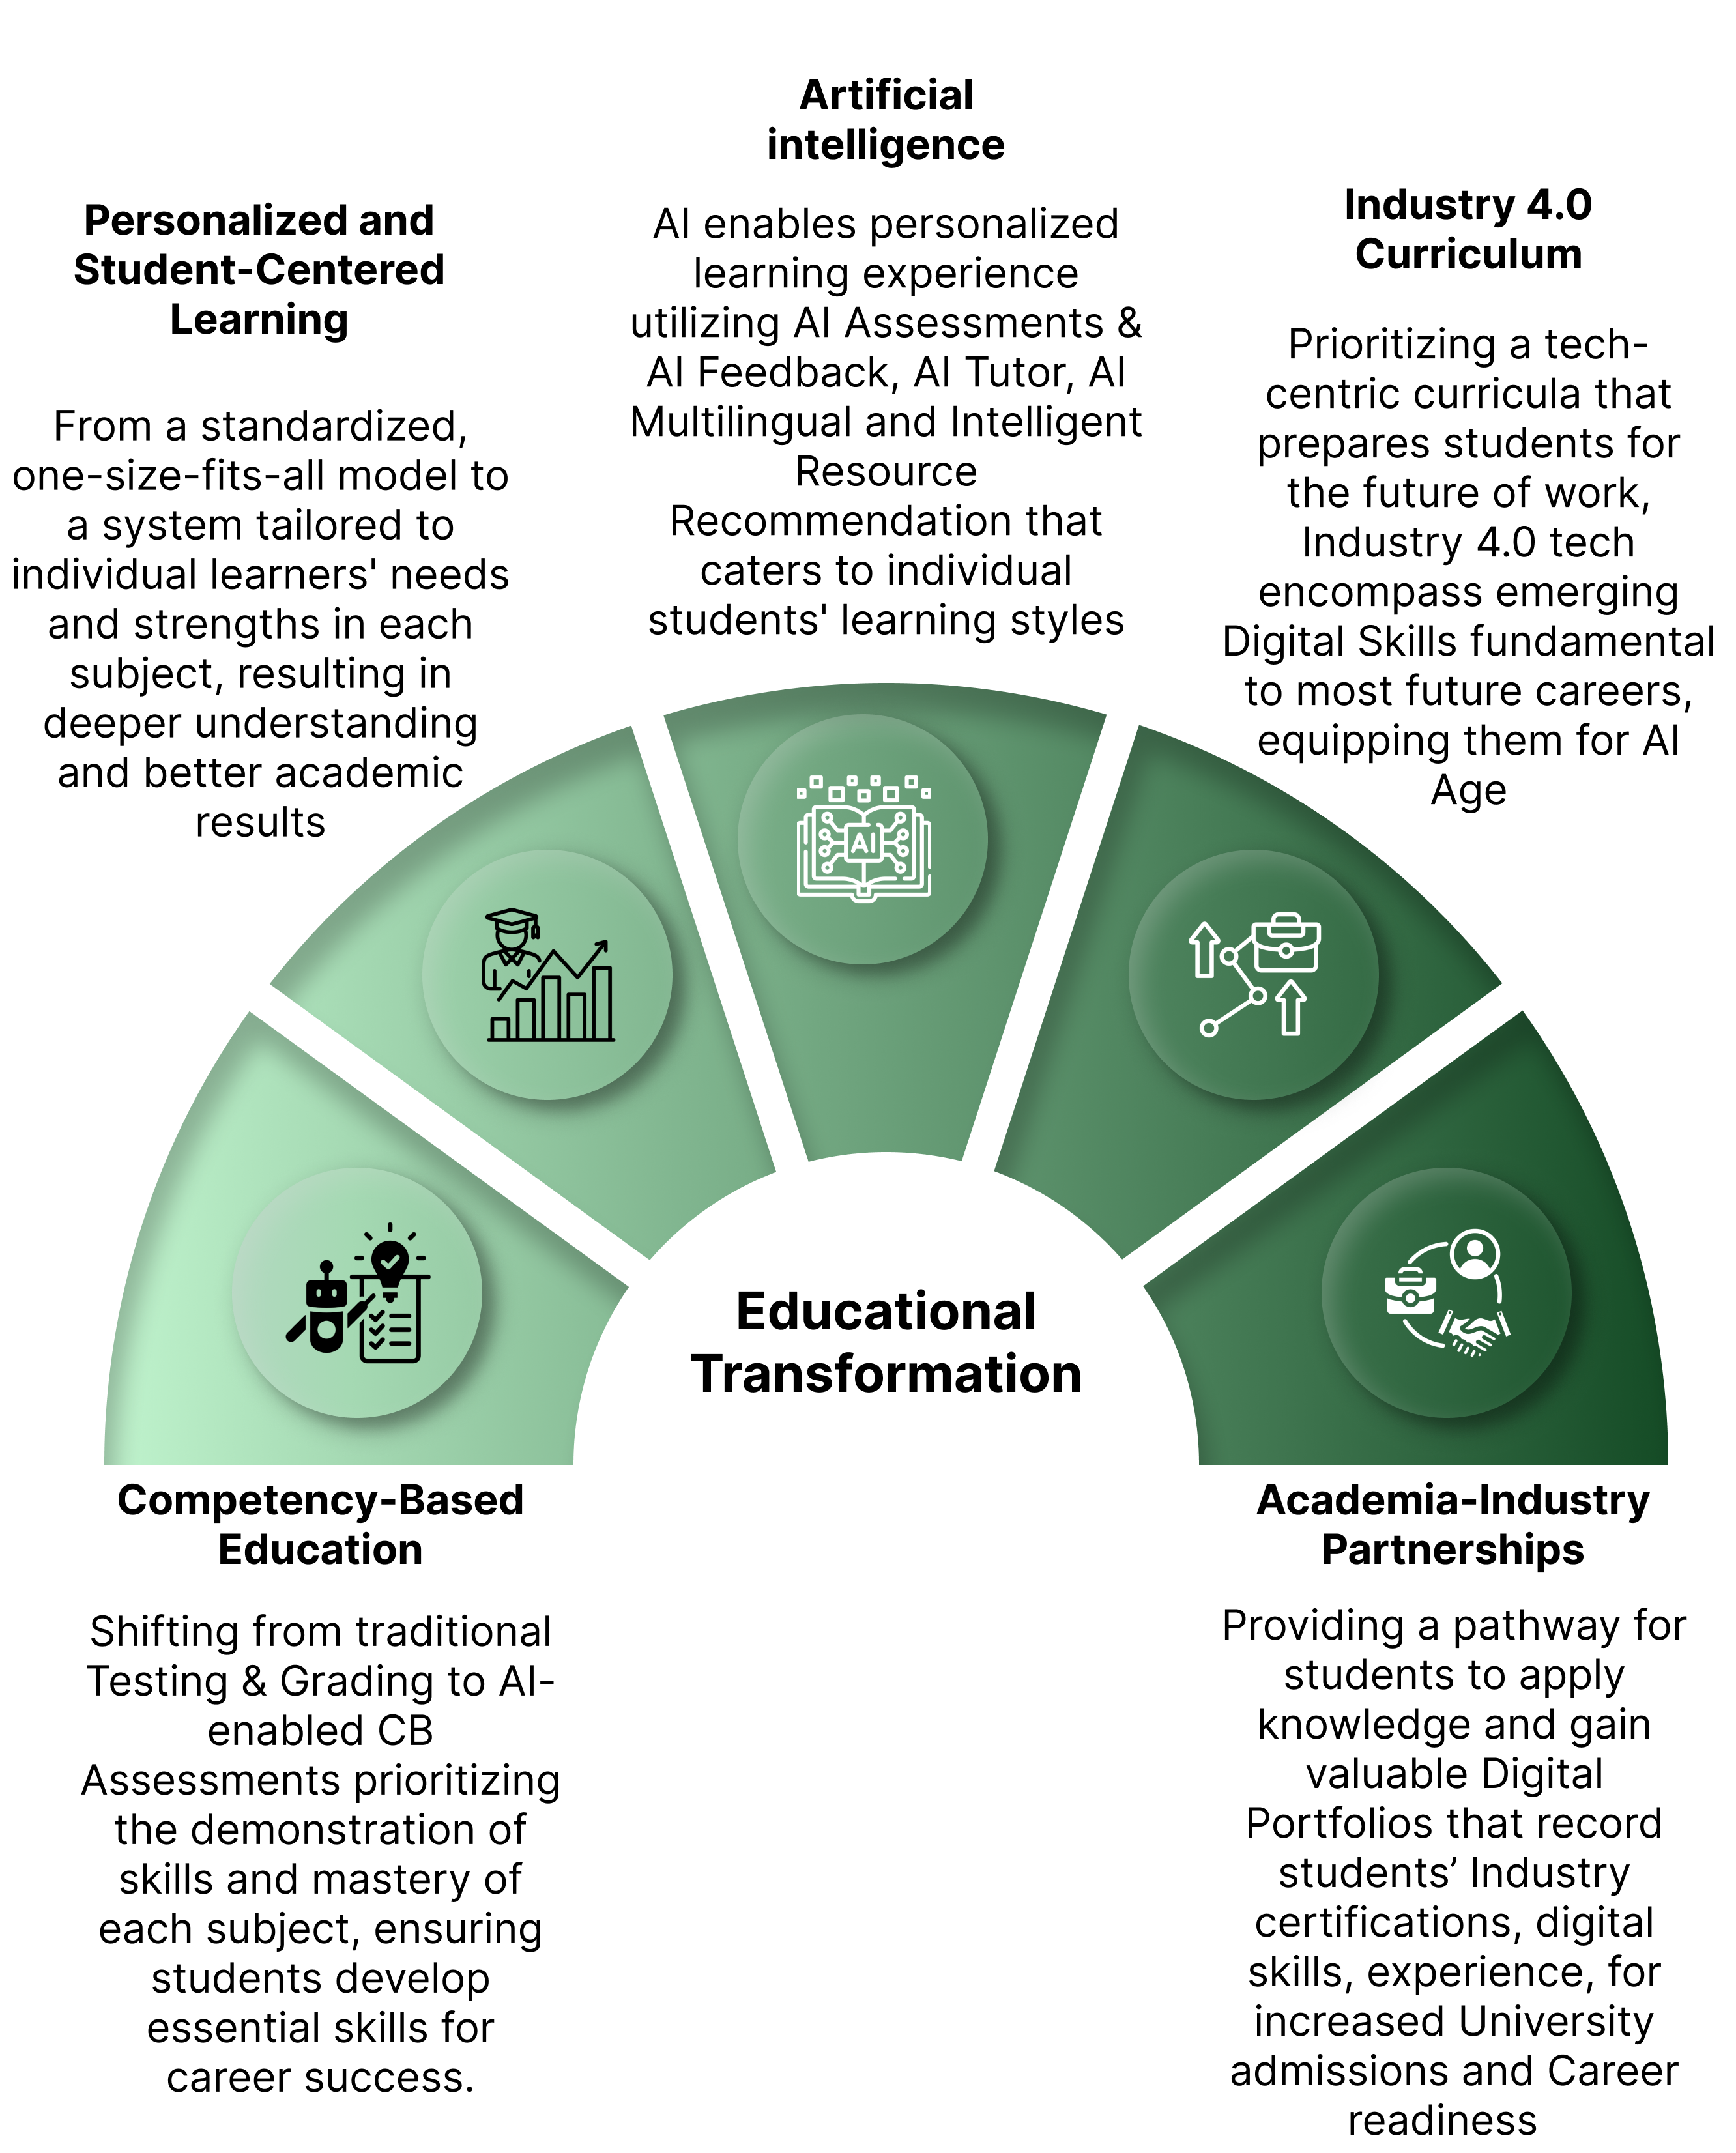 Artificial
intelligence
AI enables personalized
learning experience
utilizing AI Assessments &
AI Feedback, AI Tutor, AI
Multilingual and Intelligent
Resource
Recommendation that
caters to individual
students' learning styles
Personalized and
Student-Centered
Learning
From a standardized,
one-size-fits-all model to
a system tailored to
individual learners' needs
and strengths in each
subject, resulting in
deeper understanding
and better academic
results
Industry 4.0
Curriculum
Prioritizing a tech-
centric curricula that
prepares students for
the future of work,
Industry 4.0 tech
encompass emerging
Digital Skills fundamental
to most future careers,
equipping them for AI
Age
AI
Educational
Transformation
Competency-Based
Education
Shifting from traditional
Testing & Grading to AI-
enabled CB
Assessments prioritizing
the demonstration of
skills and mastery of
each subject, ensuring
students develop
essential skills for
career success.
Academia-Industry
Partnerships
Providing a pathway for
students to apply
knowledge and gain
valuable Digital
Portfolios that record
students’ Industry
certifications, digital
skills, experience, for
increased University
admissions and Career
readiness